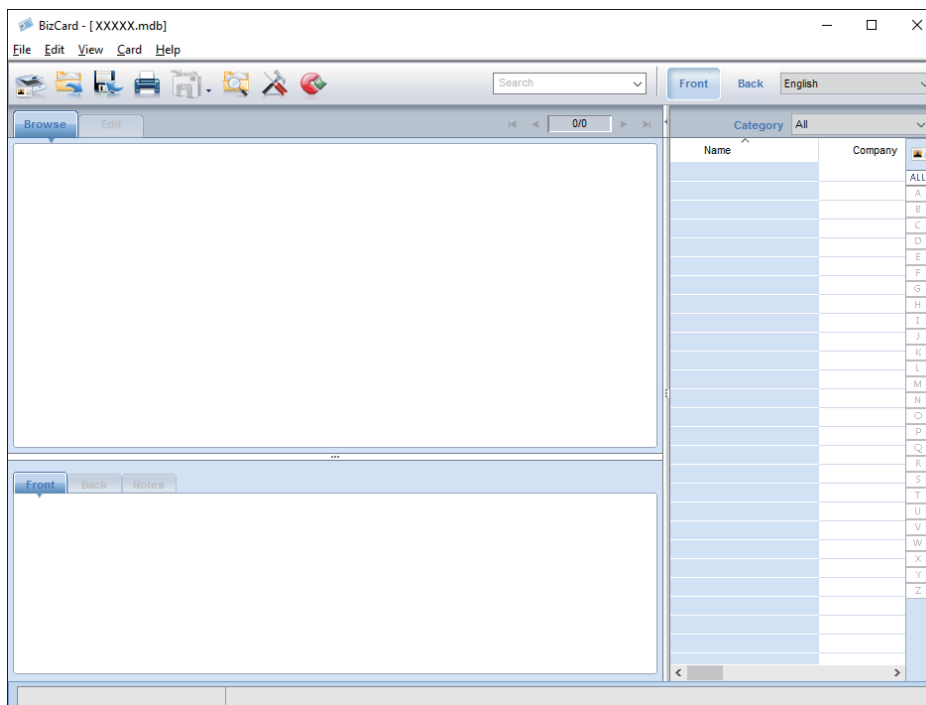 BizCard - [XXXXX.mdb]
File Edit View Card Help
Search Front Back English
Browse Edit 0/0 Category All
Name Company
ALL
A
B
C
D
E
F
G
H
I
J
K
L
M
N
O
P
Q
R
S
T
U
V
W
X
Y
Z
Front Back Notes